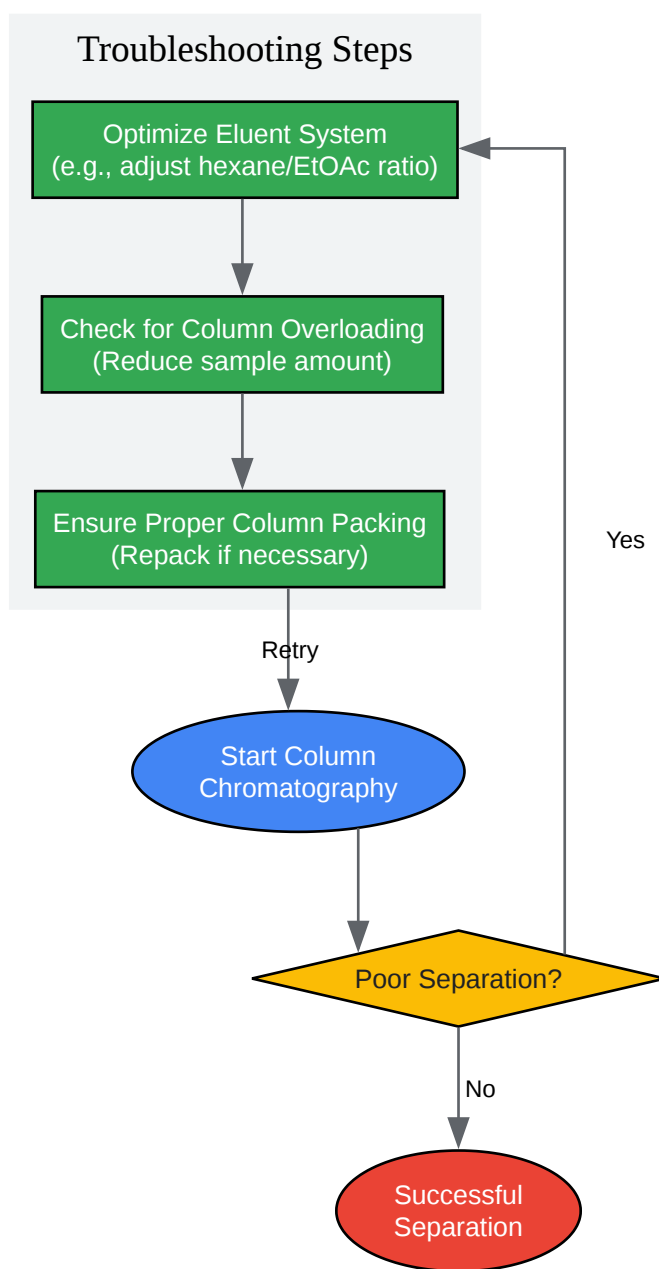 Troubleshooting Steps
Optimize Eluent System
(e.g., adjust hexane/EtOAc ratio)
Check for Column Overloading
(Reduce sample amount)
Ensure Proper Column Packing
(Repack if necessary)
Yes
Retry
Start Column
Chromatography
Poor Separation?
No
Successful
Separation